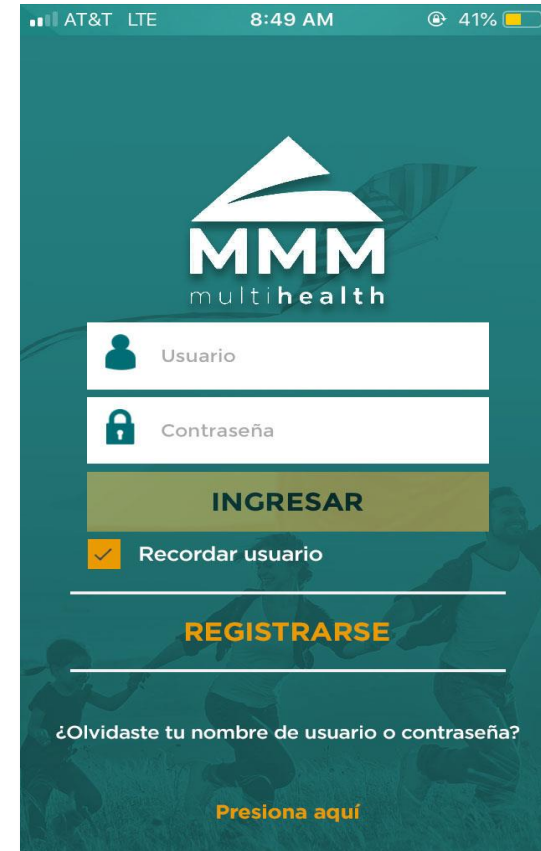 AT&T LTE 8:49 AM 41%
MMM
multihealth
Usuario
Contraseña
INGRESAR
Recordar usuario
REGISTRARSE
¿Olvidaste tu nombre de usuario o contraseña?
Presiona aquí